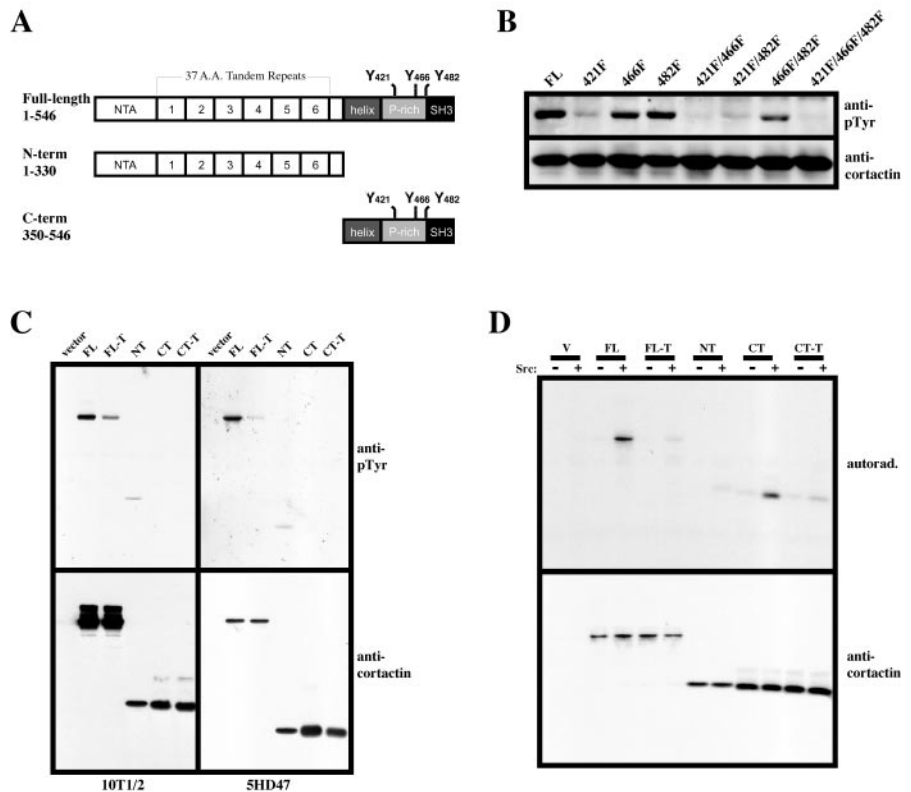 A
37 A.A. Tandem Repeats
Y421 Y466 Y482
Full-length
1-546
NTA 1 2 3 4 5 6 helix P-rich SH3
N-term
1-330
NTA 1 2 3 4 5 6
Y421 Y466 Y482
C-term
350-546
helix P-rich SH3
B
FL 421F 466F 482F 421F/466F 421F/482F 466F/482F 421F/466F/482F
anti-
pTyr
anti-
cortactin
C
vector FL FL-T NT CT CT-T vector FL FL-T NT CT CT-T
anti-
pTyr
anti-
cortactin
10T1/2 5HD47
D
V FL FL-T NT CT CT-T
Src: - + - + - + - + - + - +
autorad.
anti-
cortactin